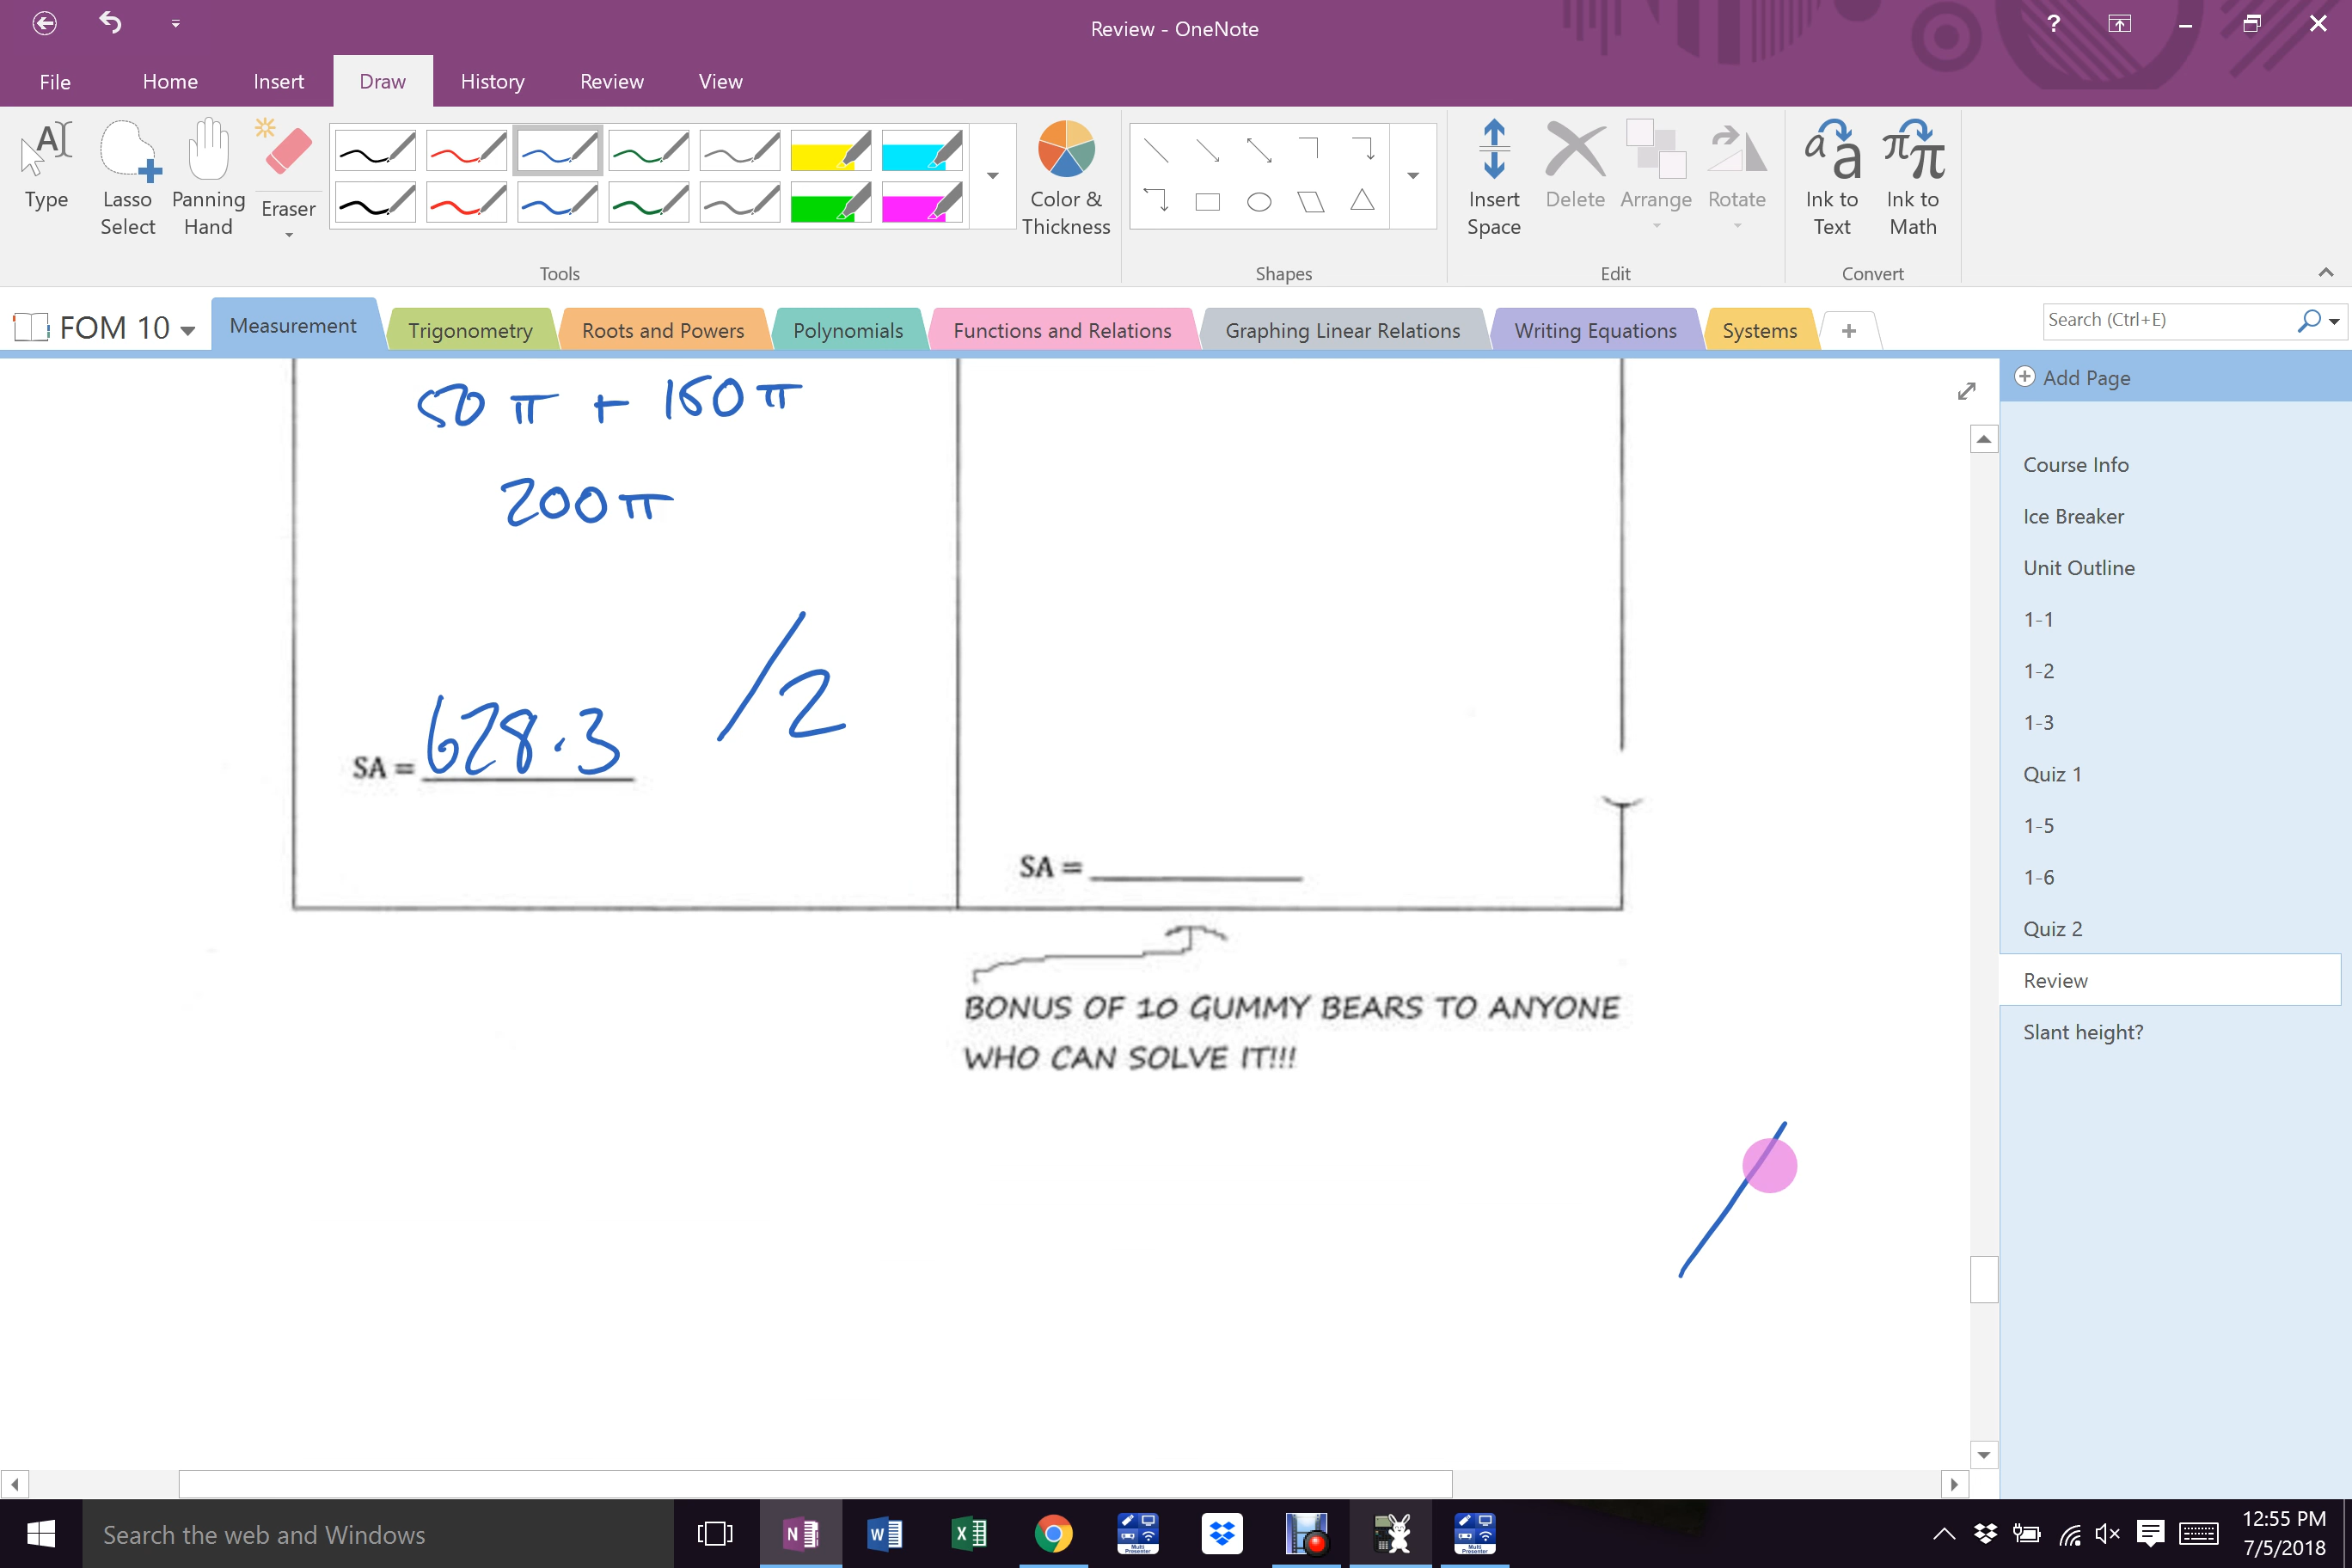 Review - OneNote
?
File Home Insert Draw History Review View
Type
Lasso Select
Panning Hand
Eraser
Color & Thickness
Insert Space
Delete
Arrange
Rotate
Ink to Text
Ink to Math
Tools Shapes Edit Convert
FOM 10 Measurement Trigonometry Roots and Powers Polynomials Functions and Relations Graphing Linear Relations Writing Equations Systems +
Search (Ctrl+E)
50 π + 150 π
200 π
/2
SA = 628.3
SA =
BONUS OF 10 GUMMY BEARS TO ANYONE
WHO CAN SOLVE IT!!!
Add Page
Course Info
Ice Breaker
Unit Outline
1-1
1-2
1-3
Quiz 1
1-5
1-6
Quiz 2
Review
Slant height?
Search the web and Windows
12:55 PM
7/5/2018